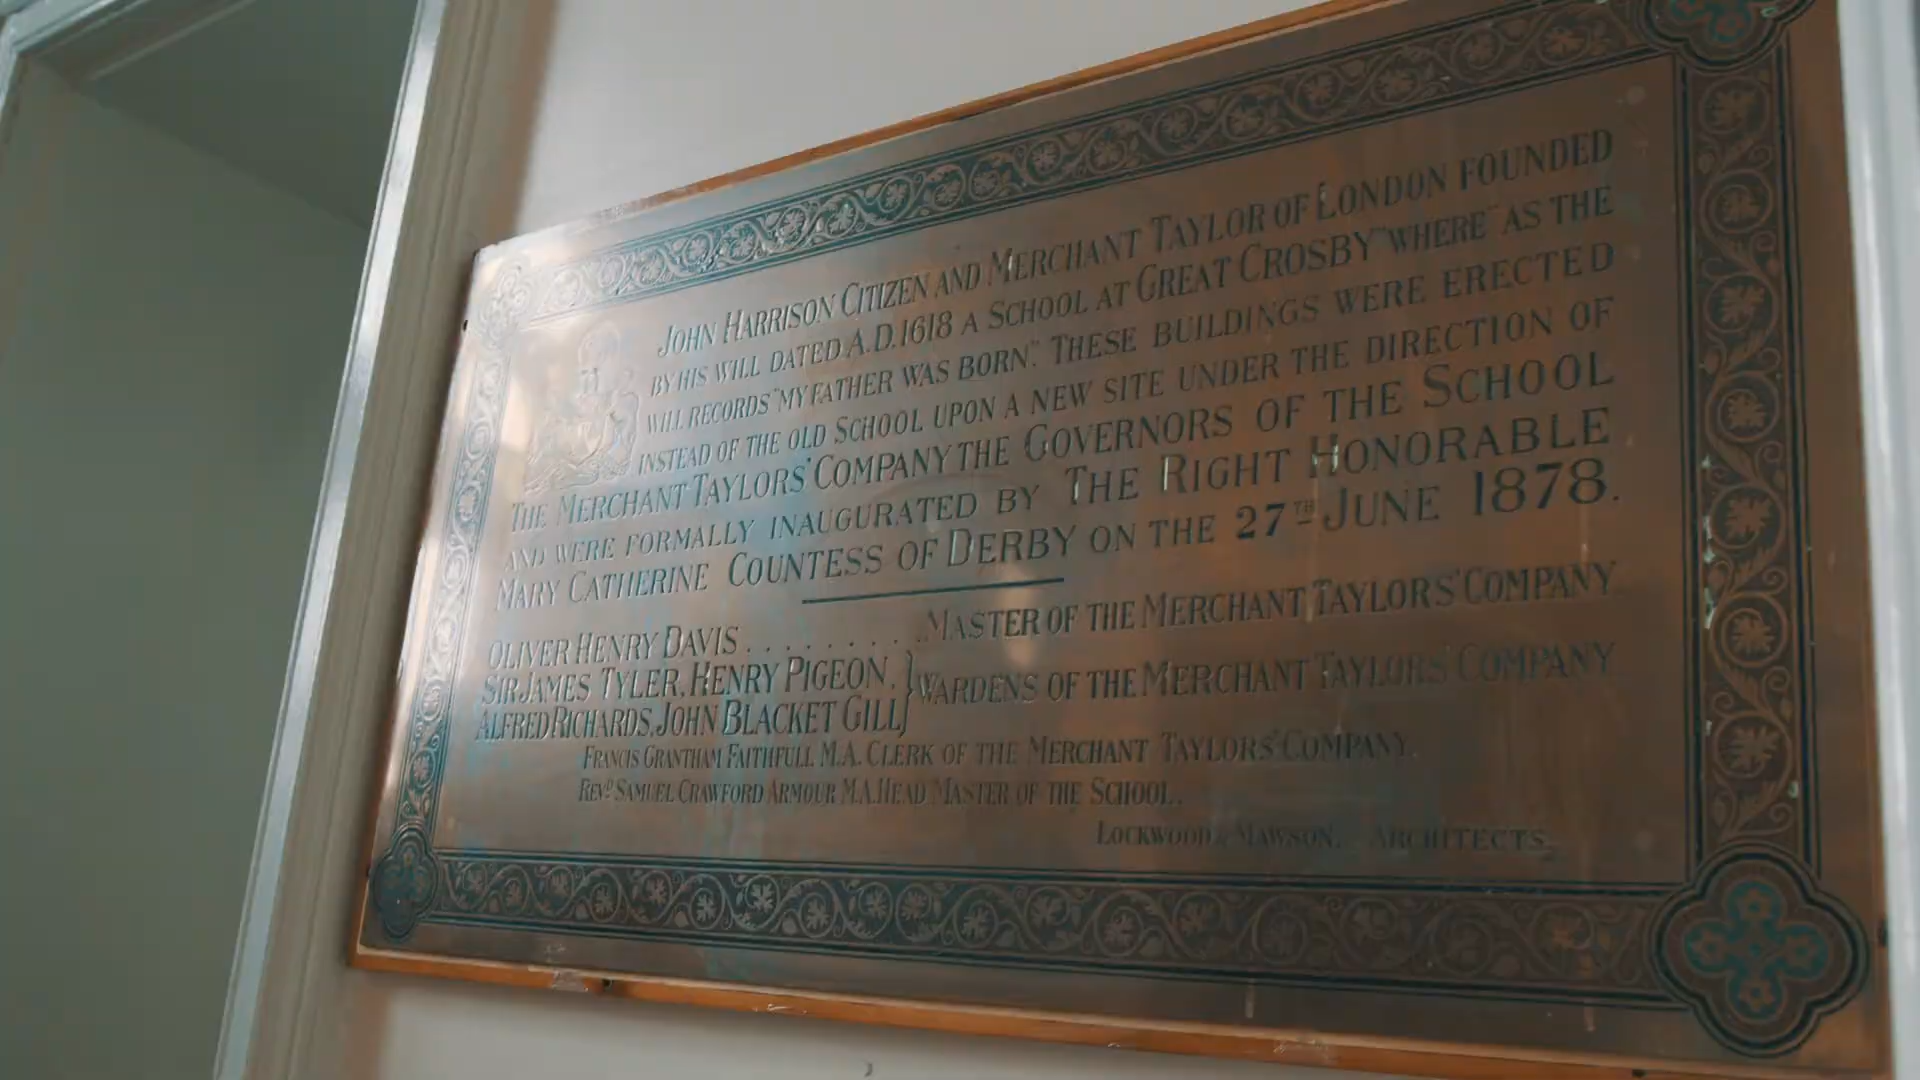 JOHN HARRISON CITIZEN AND MERCHANT TAYLOR OF LONDON FOUNDED
BY HIS WILL DATED A.D. 1618 A SCHOOL AT GREAT CROSBY "WHERE" AS THE
WILL RECORDS "MY FATHER WAS BORN." THESE BUILDINGS WERE ERECTED
INSTEAD OF THE OLD SCHOOL UPON A NEW SITE UNDER THE DIRECTION OF
THE MERCHANT TAYLORS' COMPANY THE GOVERNORS OF THE SCHOOL
AND WERE FORMALLY INAUGURATED BY THE RIGHT HONORABLE
MARY CATHERINE COUNTESS OF DERBY ON THE 27TH JUNE 1878.
OLIVER HENRY DAVIS ......... MASTER OF THE MERCHANT TAYLORS' COMPANY
SIR JAMES TYLER, HENRY PIGEON, } WARDENS OF THE MERCHANT TAYLORS' COMPANY
ALFRED RICHARDS, JOHN BLACKET GILL
FRANCIS GRANTHAM FAITHFULL M.A. CLERK OF THE MERCHANT TAYLORS' COMPANY.
REVD SAMUEL CRAWFORD ARMOUR M.A. HEAD MASTER OF THE SCHOOL.
LOCKWOOD & MAWSON, ARCHITECTS.